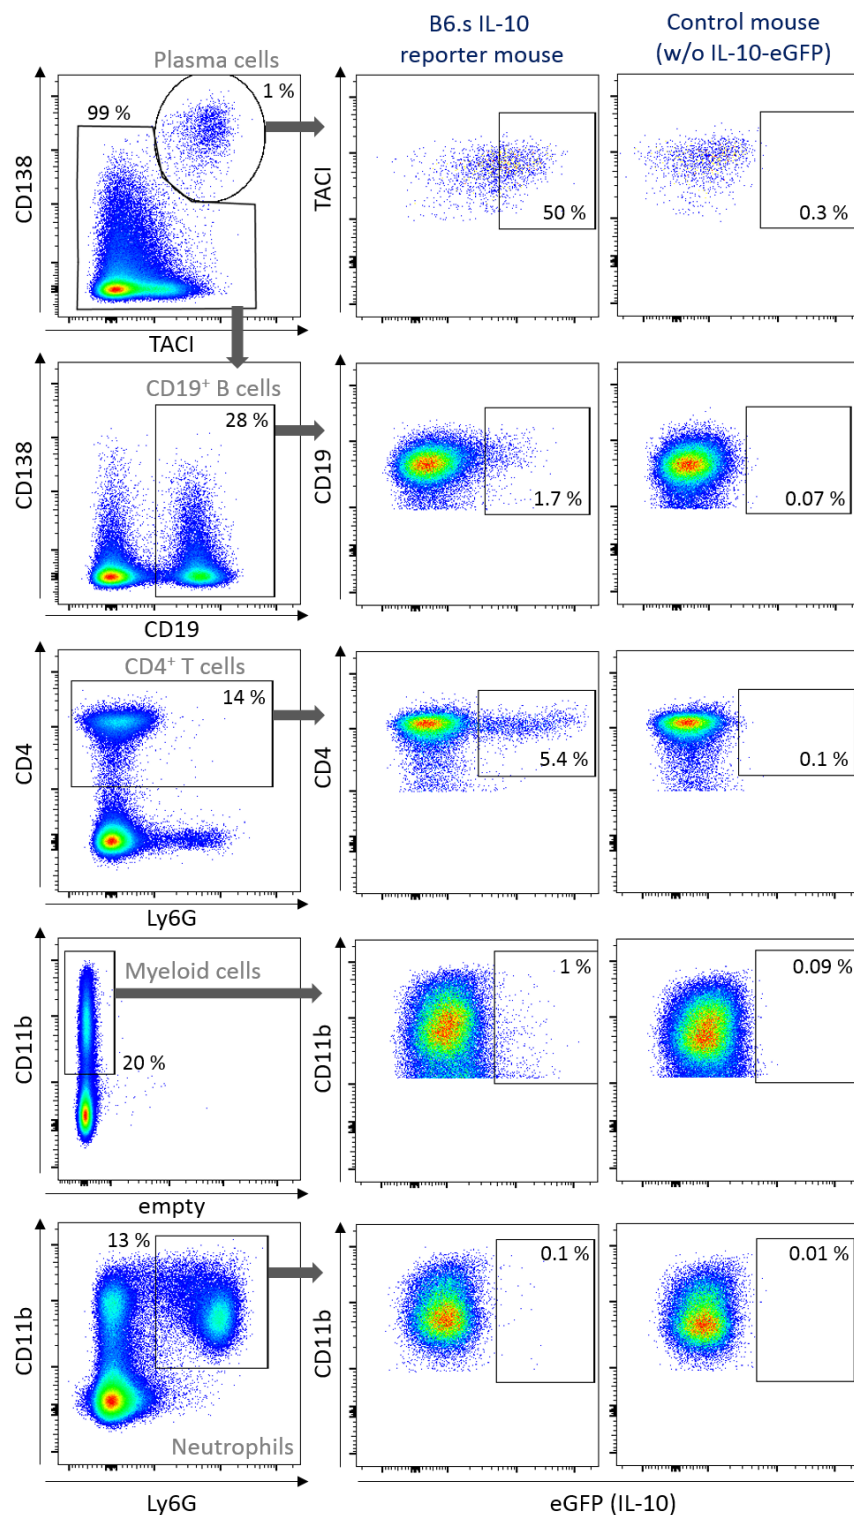 B6.s IL-10
reporter mouse
Control mouse
(w/o IL-10-eGFP)
Plasma cells
1 %
99 %
CD138
TACI
TACI
50 %
0.3 %
CD19⁺ B cells
28 %
CD138
CD19
CD19
1.7 %
0.07 %
CD4⁺ T cells
14 %
CD4
Ly6G
CD4
5.4 %
0.1 %
Myeloid cells
20 %
CD11b
empty
CD11b
1 %
0.09 %
13 %
CD11b
Neutrophils
Ly6G
CD11b
0.1 %
0.01 %
eGFP (IL-10)